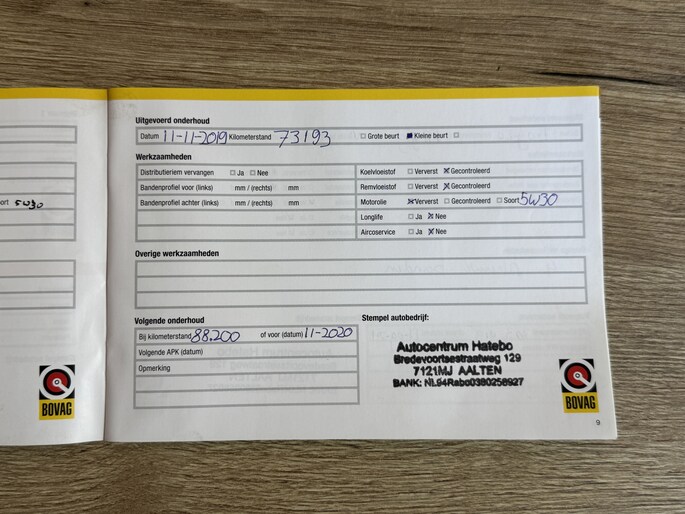 Uitgevoerd onderhoud
Datum 11-11-2019 Kilometerstand 73193 Grote beurt Kleine beurt
Werkzaamheden
Distributieriem vervangen Ja Nee
Bandenprofiel voor (links) mm / (rechts) mm
Bandenprofiel achter (links) mm / (rechts) mm
Koelvloeistof Ververst Gecontroleerd
Remvloeistof Ververst Gecontroleerd
Motorolie Ververst Gecontroleerd Soort 5W30
Longlife Ja Nee
Aircoservice Ja Nee
Overige werkzaamheden
Volgende onderhoud
Bij kilometerstand 88.200 of voor (datum) 11-2020
Volgende APK (datum)
Opmerking
Stempel autobedrijf:
Autocentrum Hatebo
Bredevoortsestraatweg 129
7121MJ AALTEN
BANK: NL94Rabo0380258927
BOVAG
9
ort 5W30
BOVAG